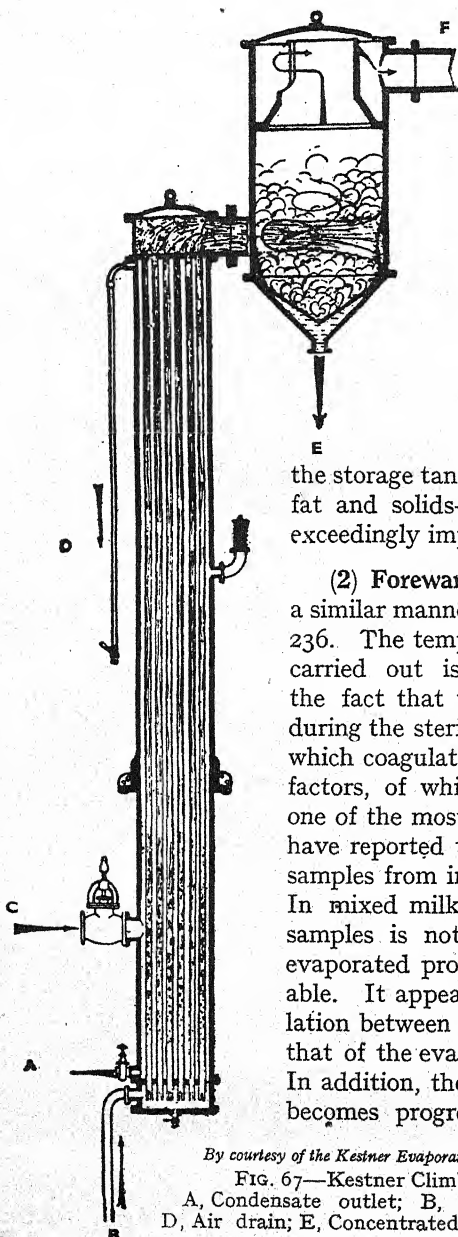 F
E
D
C
A
B
the storage tan
fat and solids-
exceedingly im
(2) Forewar
a similar manne
236. The tem
carried out is
the fact that
during the steri
which coagulat
factors, of whi
one of the most
have reported
samples from in
In mixed milk
samples is not
evaporated pro
able. It appea
lation between
that of the eva
In addition, the
becomes progr
By courtesy of the Kestner Evapora
FIG. 67—Kestner Clim
A, Condensate outlet; B,
D, Air drain; E, Concentrated